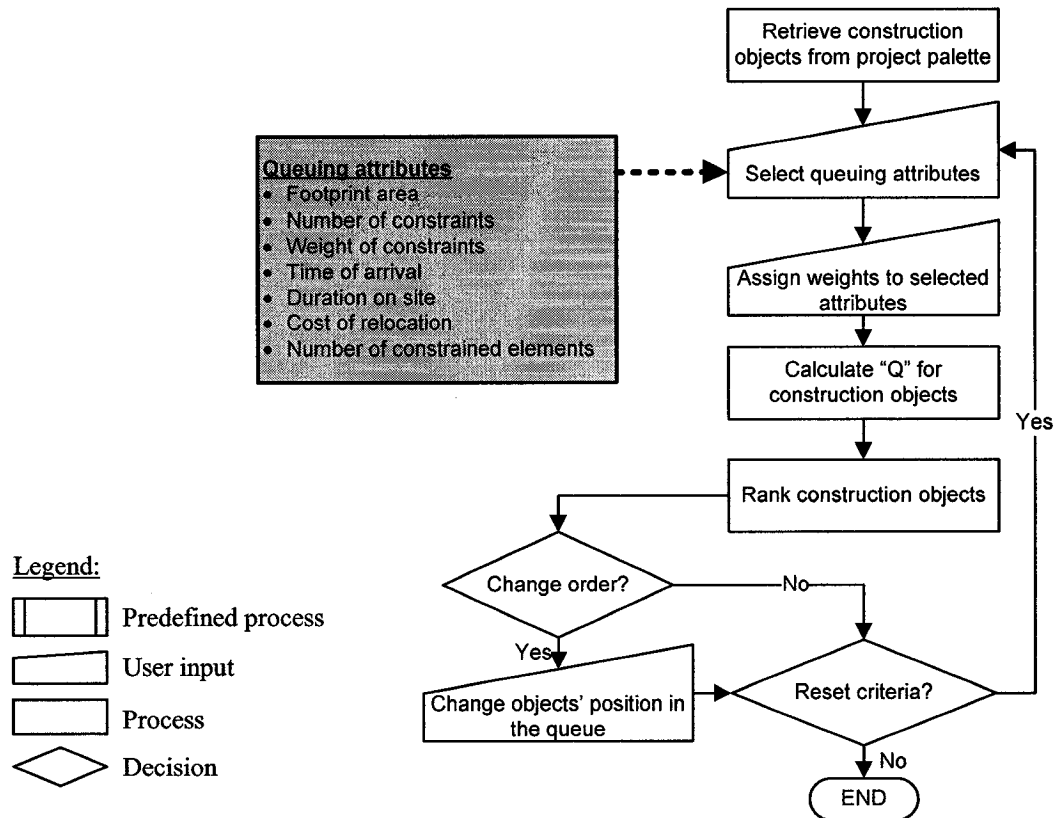 Retrieve construction
objects from project palette
Select queuing attributes
Queuing attributes
• Footprint area
• Number of constraints
• Weight of constraints
• Time of arrival
• Duration on site
• Cost of relocation
• Number of constrained elements
Assign weights to selected
attributes
Calculate “Q” for
construction objects
Yes
Rank construction objects
Change order?
No
Yes
Change objects’ position in
the queue
Reset criteria?
No
END
Legend:
Predefined process
User input
Process
Decision